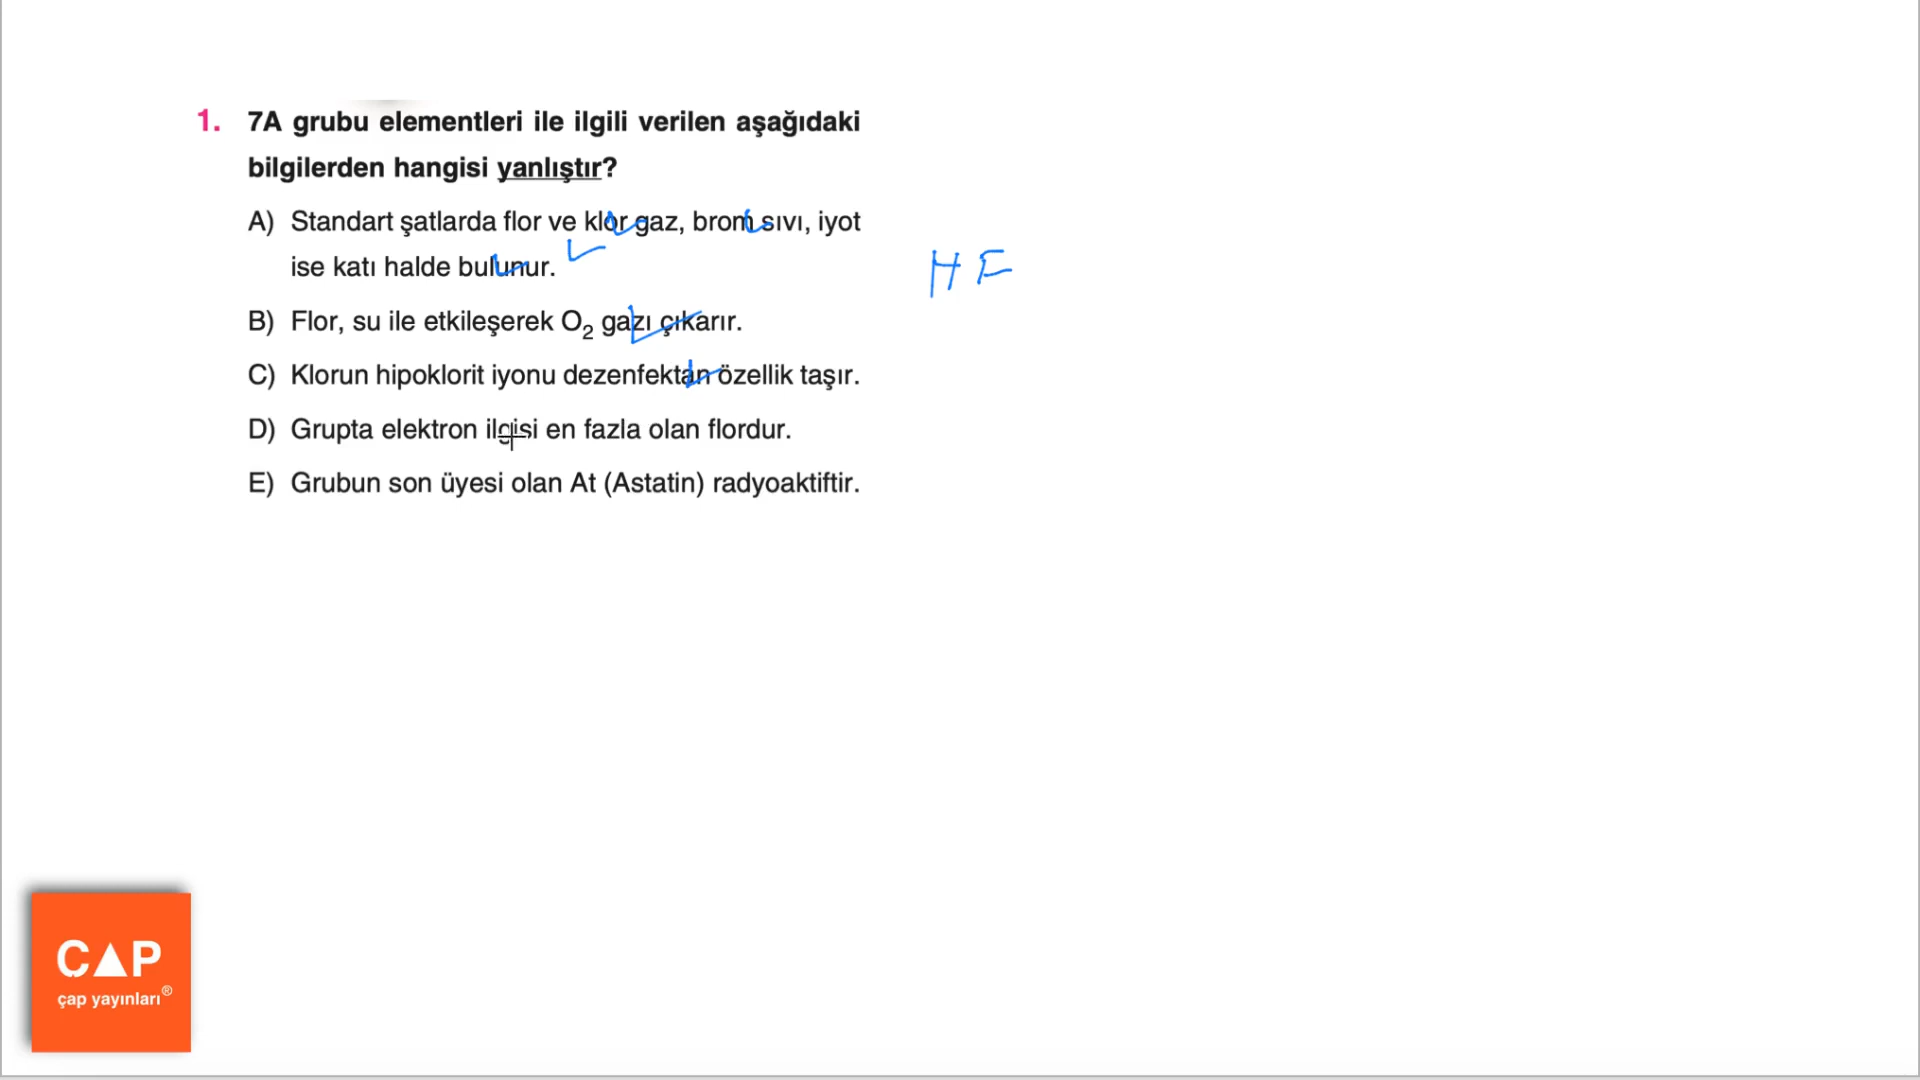 1. 7A grubu elementleri ile ilgili verilen aşağıdaki
bilgilerden hangisi yanlıştır?
A) Standart şatlarda flor ve klor gaz, brom sıvı, iyot
ise katı halde bulunur.
B) Flor, su ile etkileşerek O₂ gazı çıkarır.
C) Klorun hipoklorit iyonu dezenfektan özellik taşır.
D) Grupta elektron ilgisi en fazla olan flordur.
E) Grubun son üyesi olan At (Astatin) radyoaktiftir.
HF
ÇAP
çap yayınları®